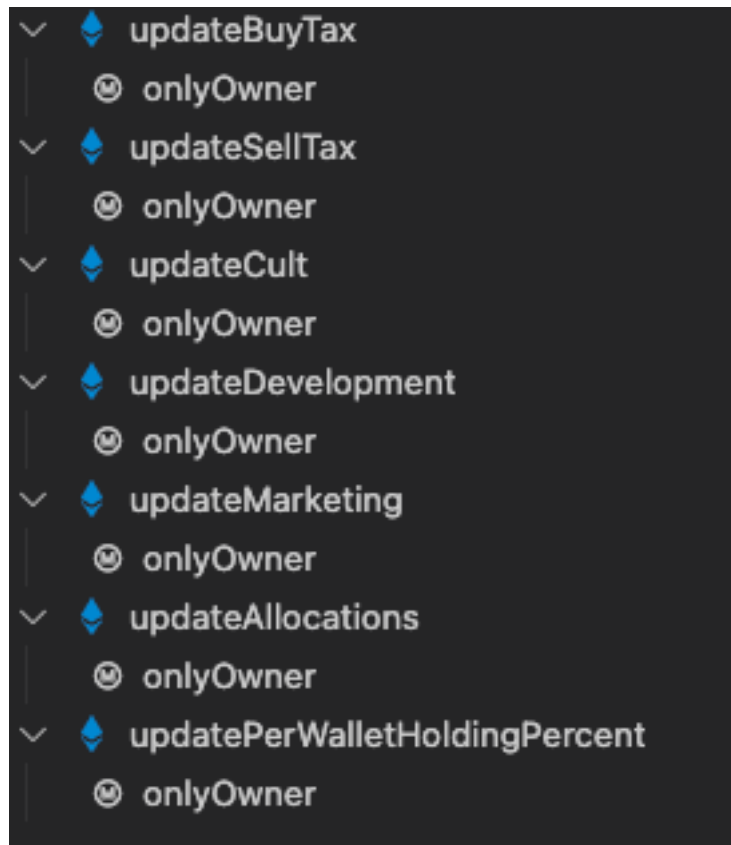 updateBuyTax
onlyOwner
updateSellTax
onlyOwner
updateCult
onlyOwner
updateDevelopment
onlyOwner
updateMarketing
onlyOwner
updateAllocations
onlyOwner
updatePerWalletHoldingPercent
onlyOwner